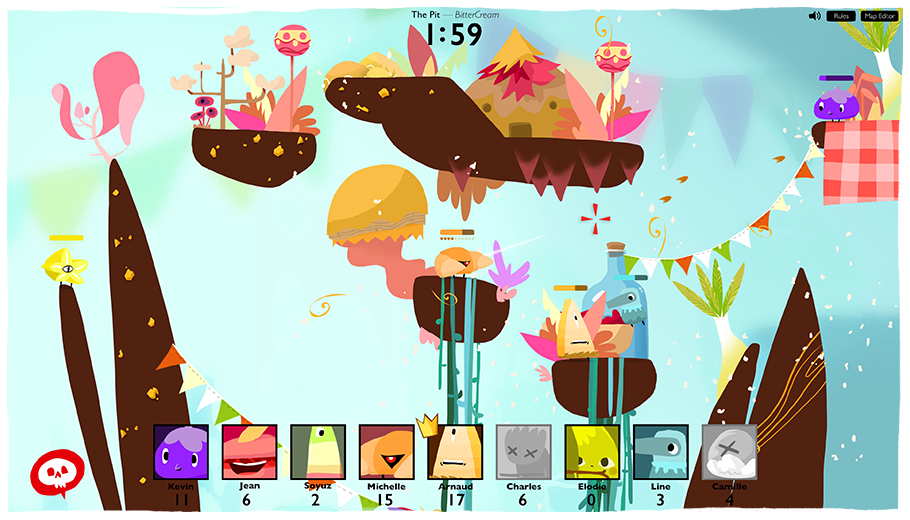 The Pit — BitterCream
1:59
Rules
Map Editor
Kevin Jean Soyuz Michelle Arnaud Charles Elodie Line Camille
11 6 2 15 17 6 0 3 4